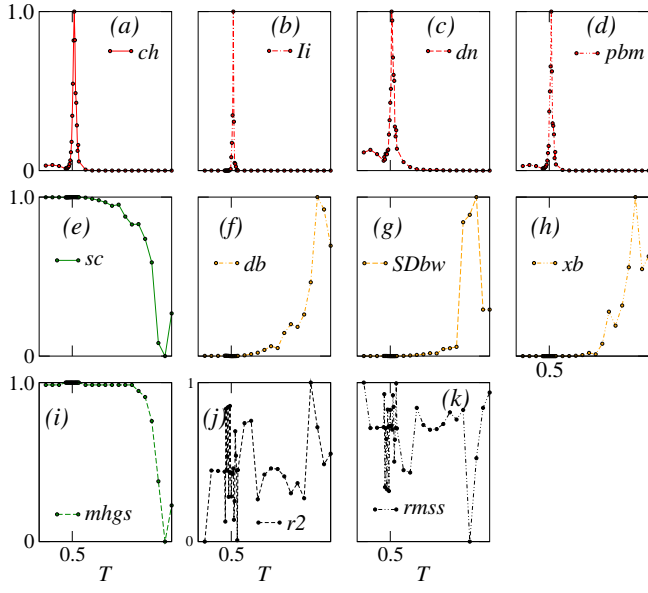 1.0 (a) (b) (c) (d)
ch Ii dn pbm
0
1.0
(e) (f) (g) (h)
sc db SDbw xb
0
0.5
1.0 1
(i) (j) (k)
mhgs r2 rmss
0 0
0.5 0.5 0.5
T T T